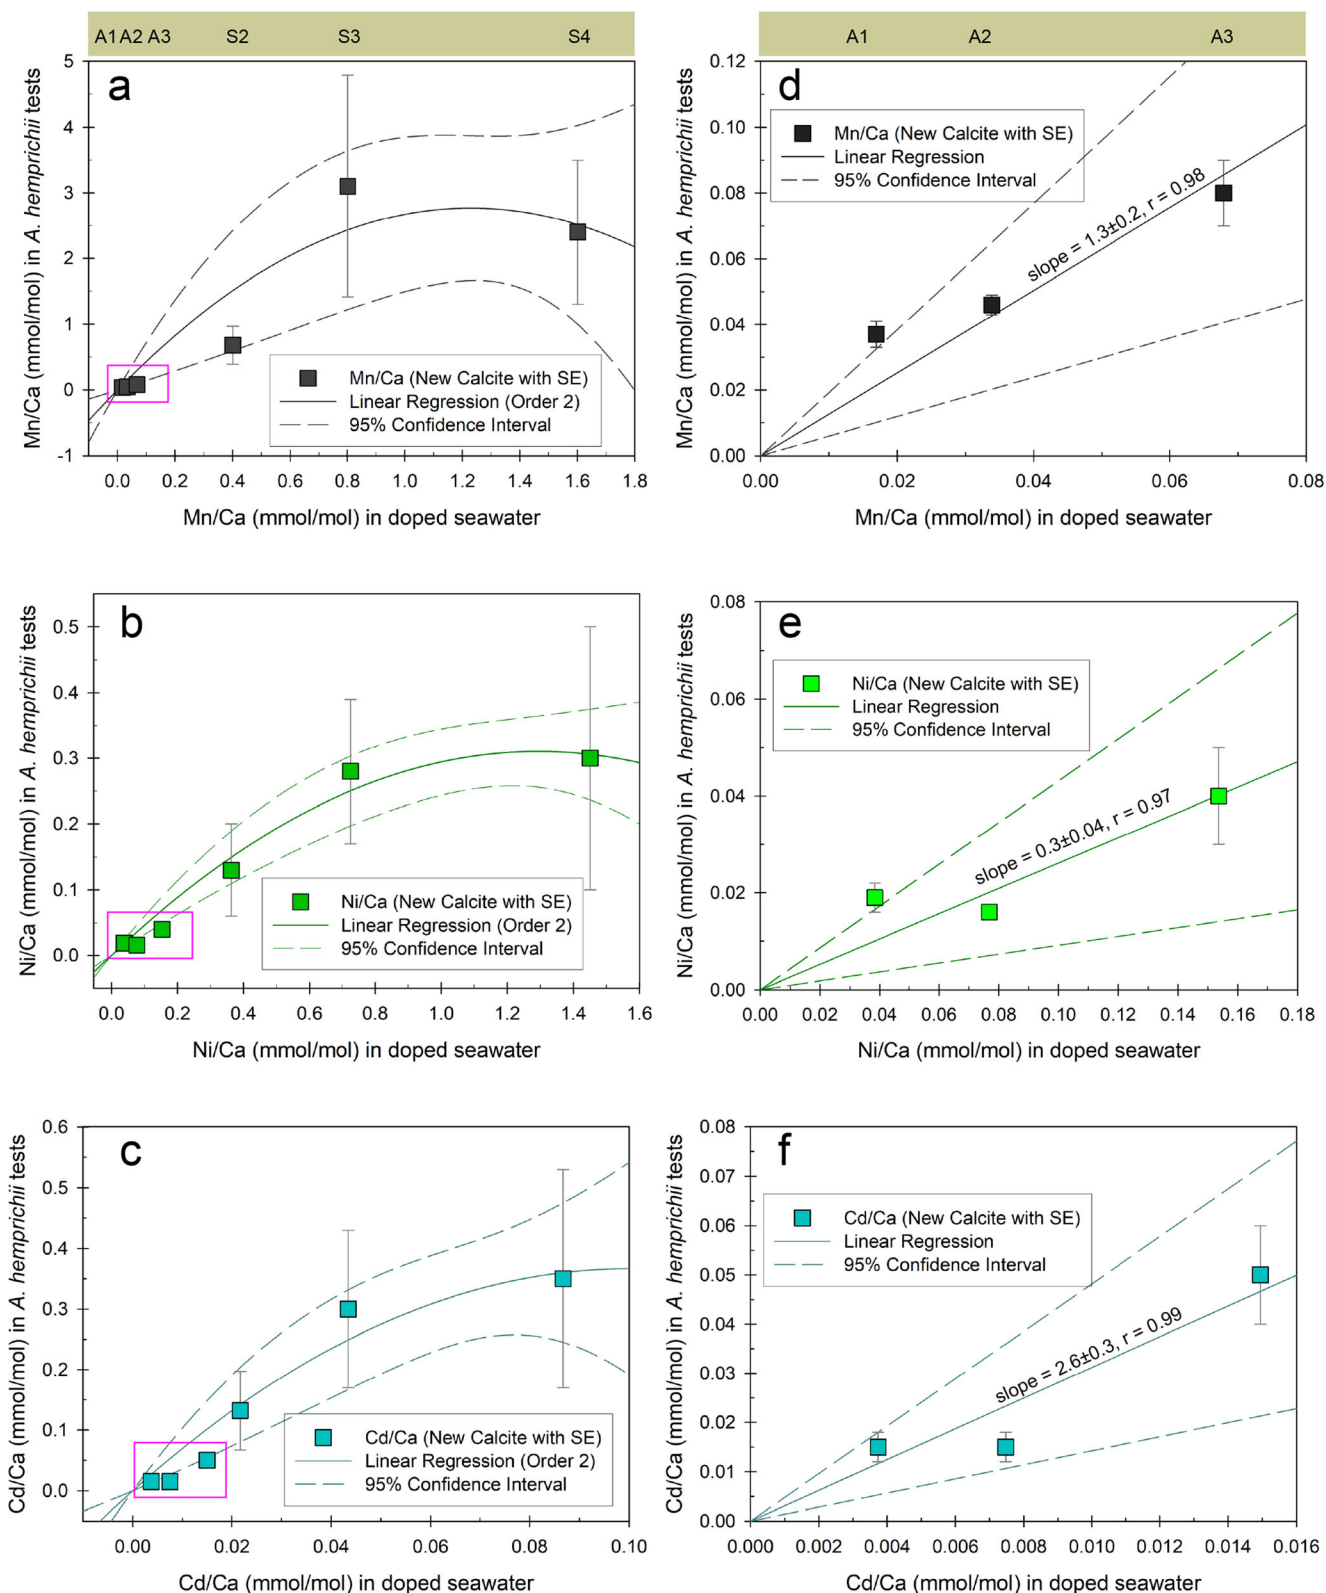 A1 A2 A3 S2 S3 S4
a
Mn/Ca (mmol/mol) in A. hemprichii tests
5
4
3
2
1
0
-1
Mn/Ca (New Calcite with SE)
Linear Regression (Order 2)
95% Confidence Interval
0.0 0.2 0.4 0.6 0.8 1.0 1.2 1.4 1.6 1.8
Mn/Ca (mmol/mol) in doped seawater
A1 A2 A3
d
Mn/Ca (mmol/mol) in A. hemprichii tests
0.12
0.10
0.08
0.06
0.04
0.02
0.00
Mn/Ca (New Calcite with SE)
Linear Regression
95% Confidence Interval
slope = 1.3±0.2, r = 0.98
0.00 0.02 0.04 0.06 0.08
Mn/Ca (mmol/mol) in doped seawater
b
Ni/Ca (mmol/mol) in A. hemprichii tests
0.5
0.4
0.3
0.2
0.1
0.0
Ni/Ca (New Calcite with SE)
Linear Regression (Order 2)
95% Confidence Interval
0.0 0.2 0.4 0.6 0.8 1.0 1.2 1.4 1.6
Ni/Ca (mmol/mol) in doped seawater
e
Ni/Ca (mmol/mol) in A. hemprichii tests
0.08
0.06
0.04
0.02
0.00
Ni/Ca (New Calcite with SE)
Linear Regression
95% Confidence Interval
slope = 0.3±0.04, r = 0.97
0.00 0.02 0.04 0.06 0.08 0.10 0.12 0.14 0.16 0.18
Ni/Ca (mmol/mol) in doped seawater
c
Cd/Ca (mmol/mol) in A. hemprichii tests
0.6
0.5
0.4
0.3
0.2
0.1
0.0
Cd/Ca (New Calcite with SE)
Linear Regression (Order 2)
95% Confidence Interval
0.00 0.02 0.04 0.06 0.08 0.10
Cd/Ca (mmol/mol) in doped seawater
f
Cd/Ca (mmol/mol) in A. hemprichii tests
0.08
0.07
0.06
0.05
0.04
0.03
0.02
0.01
0.00
Cd/Ca (New Calcite with SE)
Linear Regression
95% Confidence Interval
slope = 2.6±0.3, r = 0.99
0.000 0.002 0.004 0.006 0.008 0.010 0.012 0.014 0.016
Cd/Ca (mmol/mol) in doped seawater